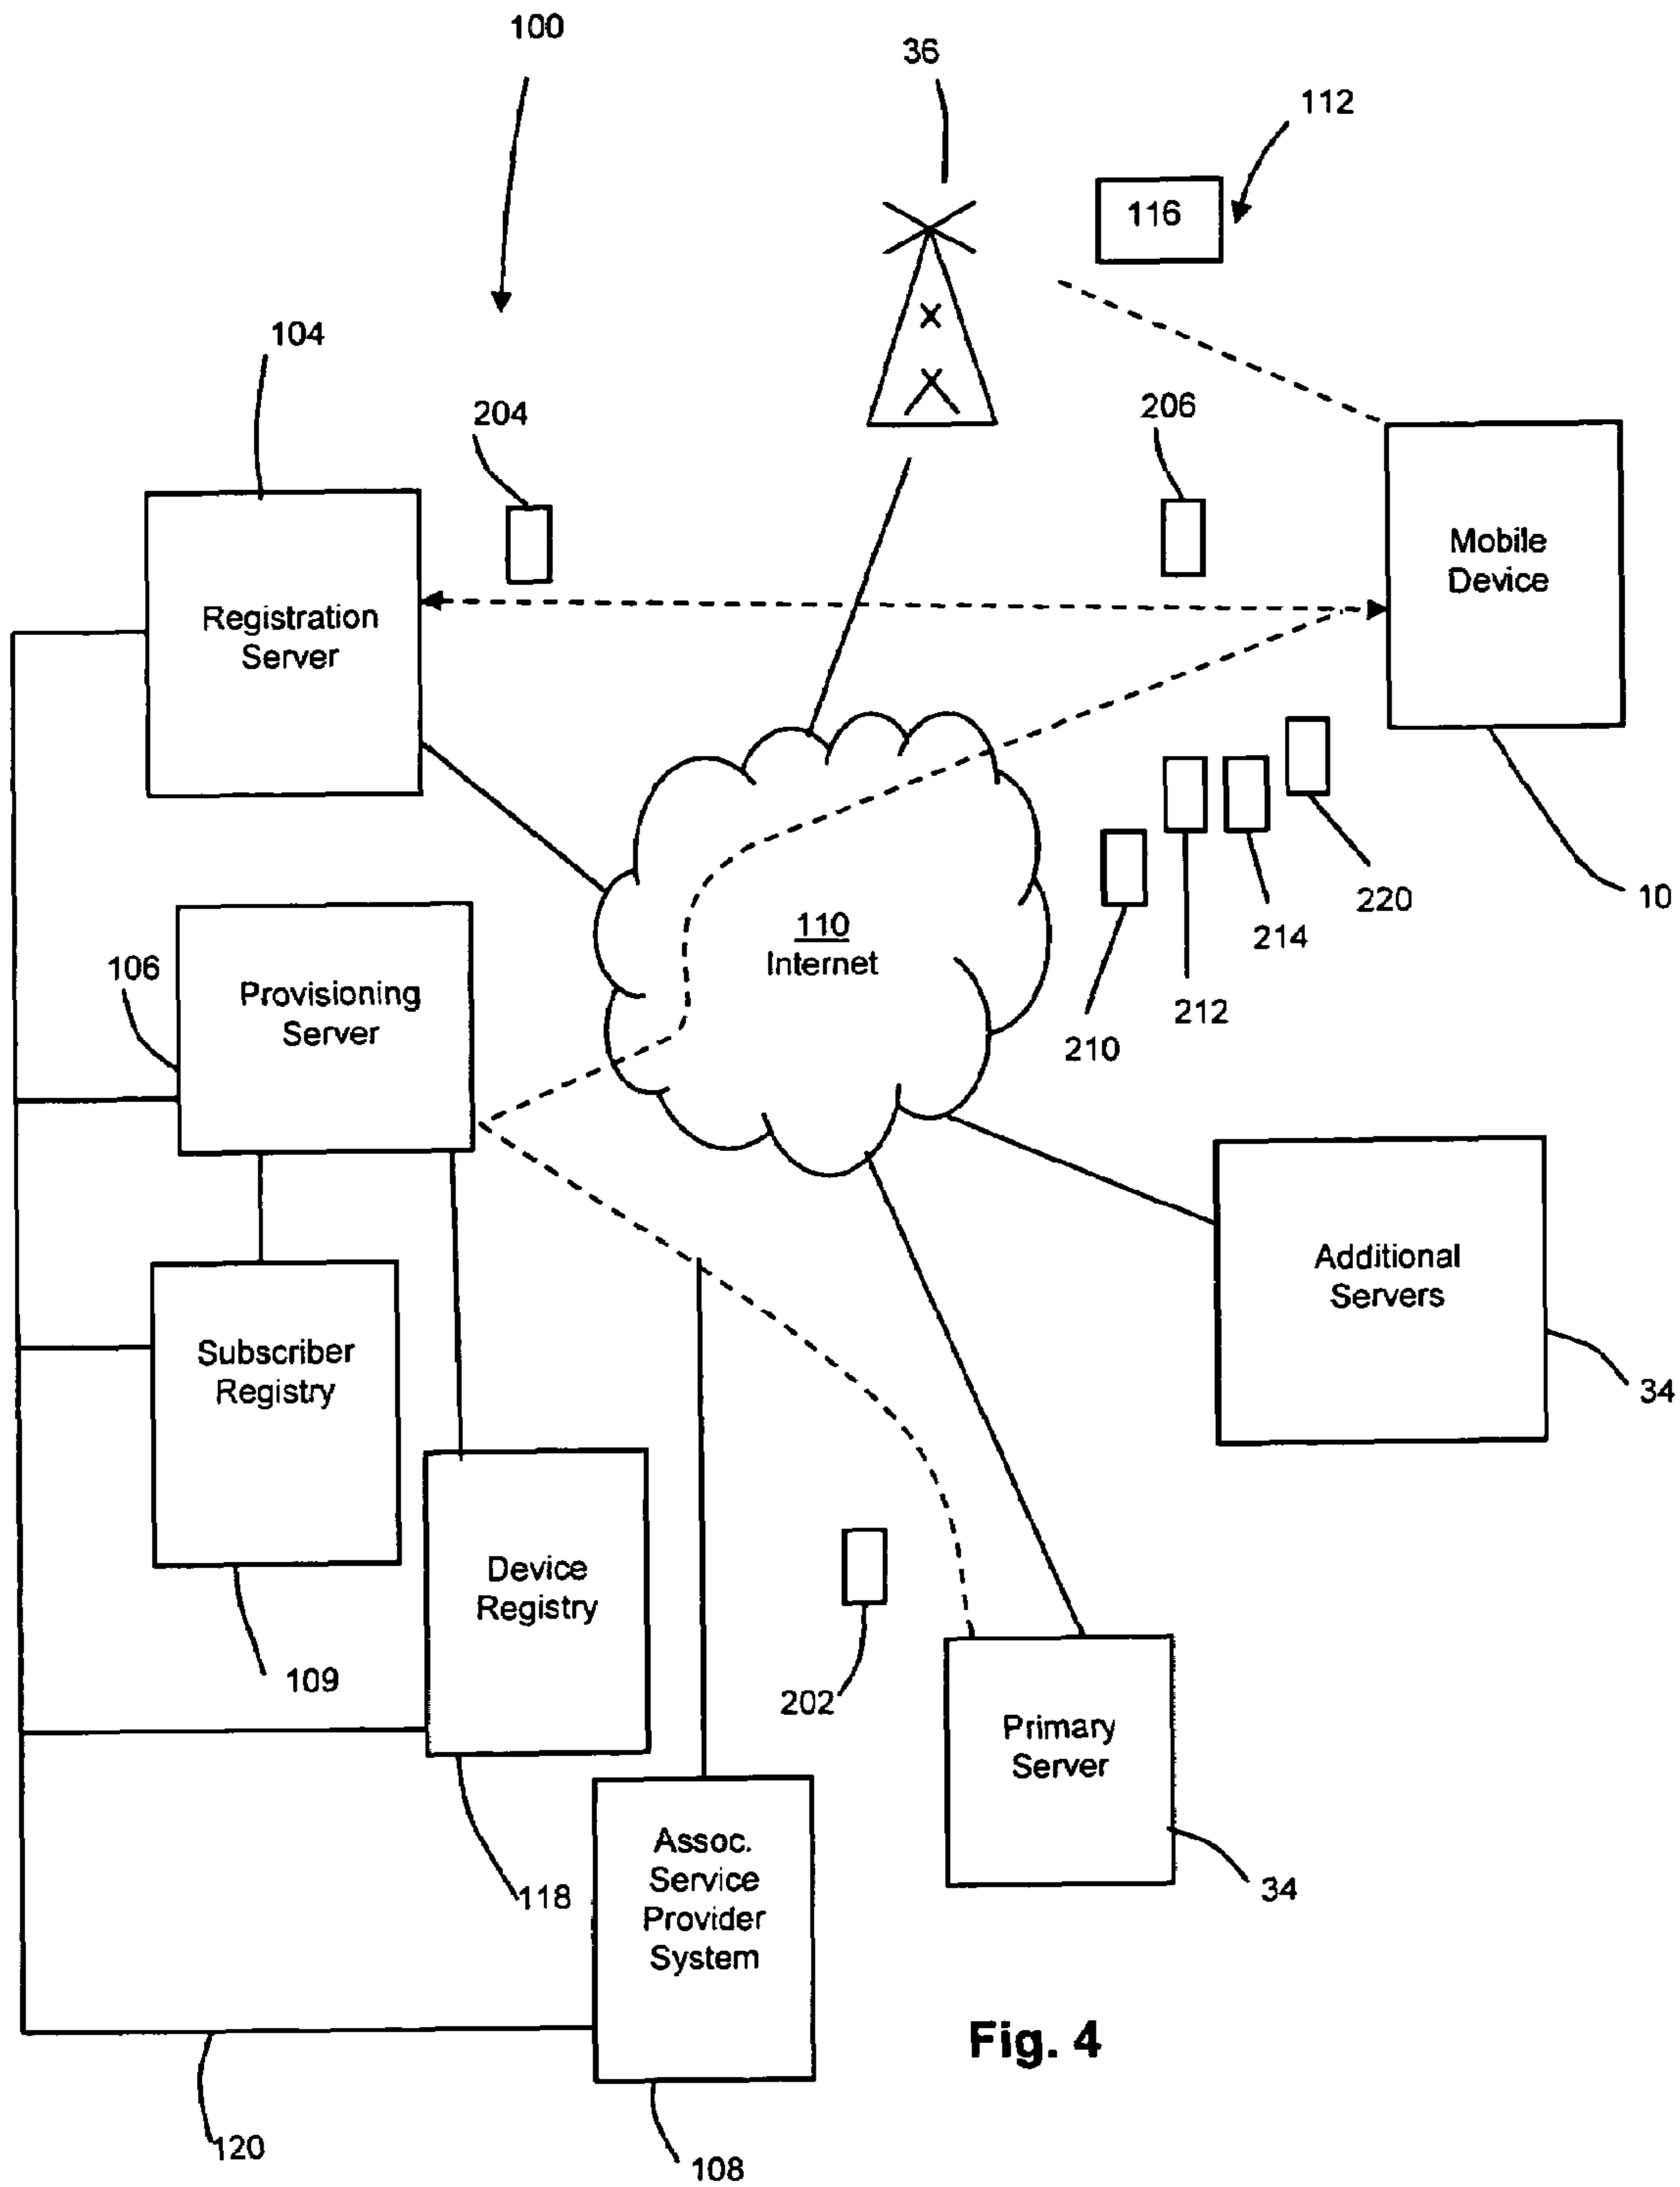 100
36
112
116
104
204
206
Mobile
Device
Registration
Server
10
220
214
212
210
110
Internet
106
Provisioning
Server
Additional
Servers
34
Subscriber
Registry
109
Device
Registry
202
Primary
Server
34
118
Assoc.
Service
Provider
System
Fig. 4
120
108